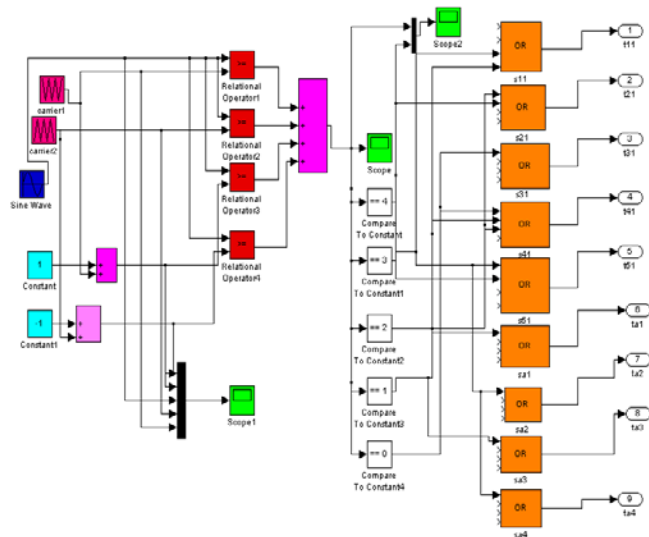 carrier1
carrier2
Sine Wave
1
Constant
-1
Constant1
>=
Relational
Operator1
>=
Relational
Operator2
>=
Relational
Operator3
>=
Relational
Operator4
Scope1
Scope
Scope2
== 4
Compare
To Constant
== 3
Compare
To Constant1
== 2
Compare
To Constant2
== 1
Compare
To Constant3
== 0
Compare
To Constant4
OR
s11
OR
s21
OR
s31
OR
s41
OR
s51
OR
sa1
OR
sa2
OR
sa3
OR
sa4
1
t11
2
t21
3
t31
4
t41
5
t51
6
ta1
7
ta2
8
ta3
9
ta4